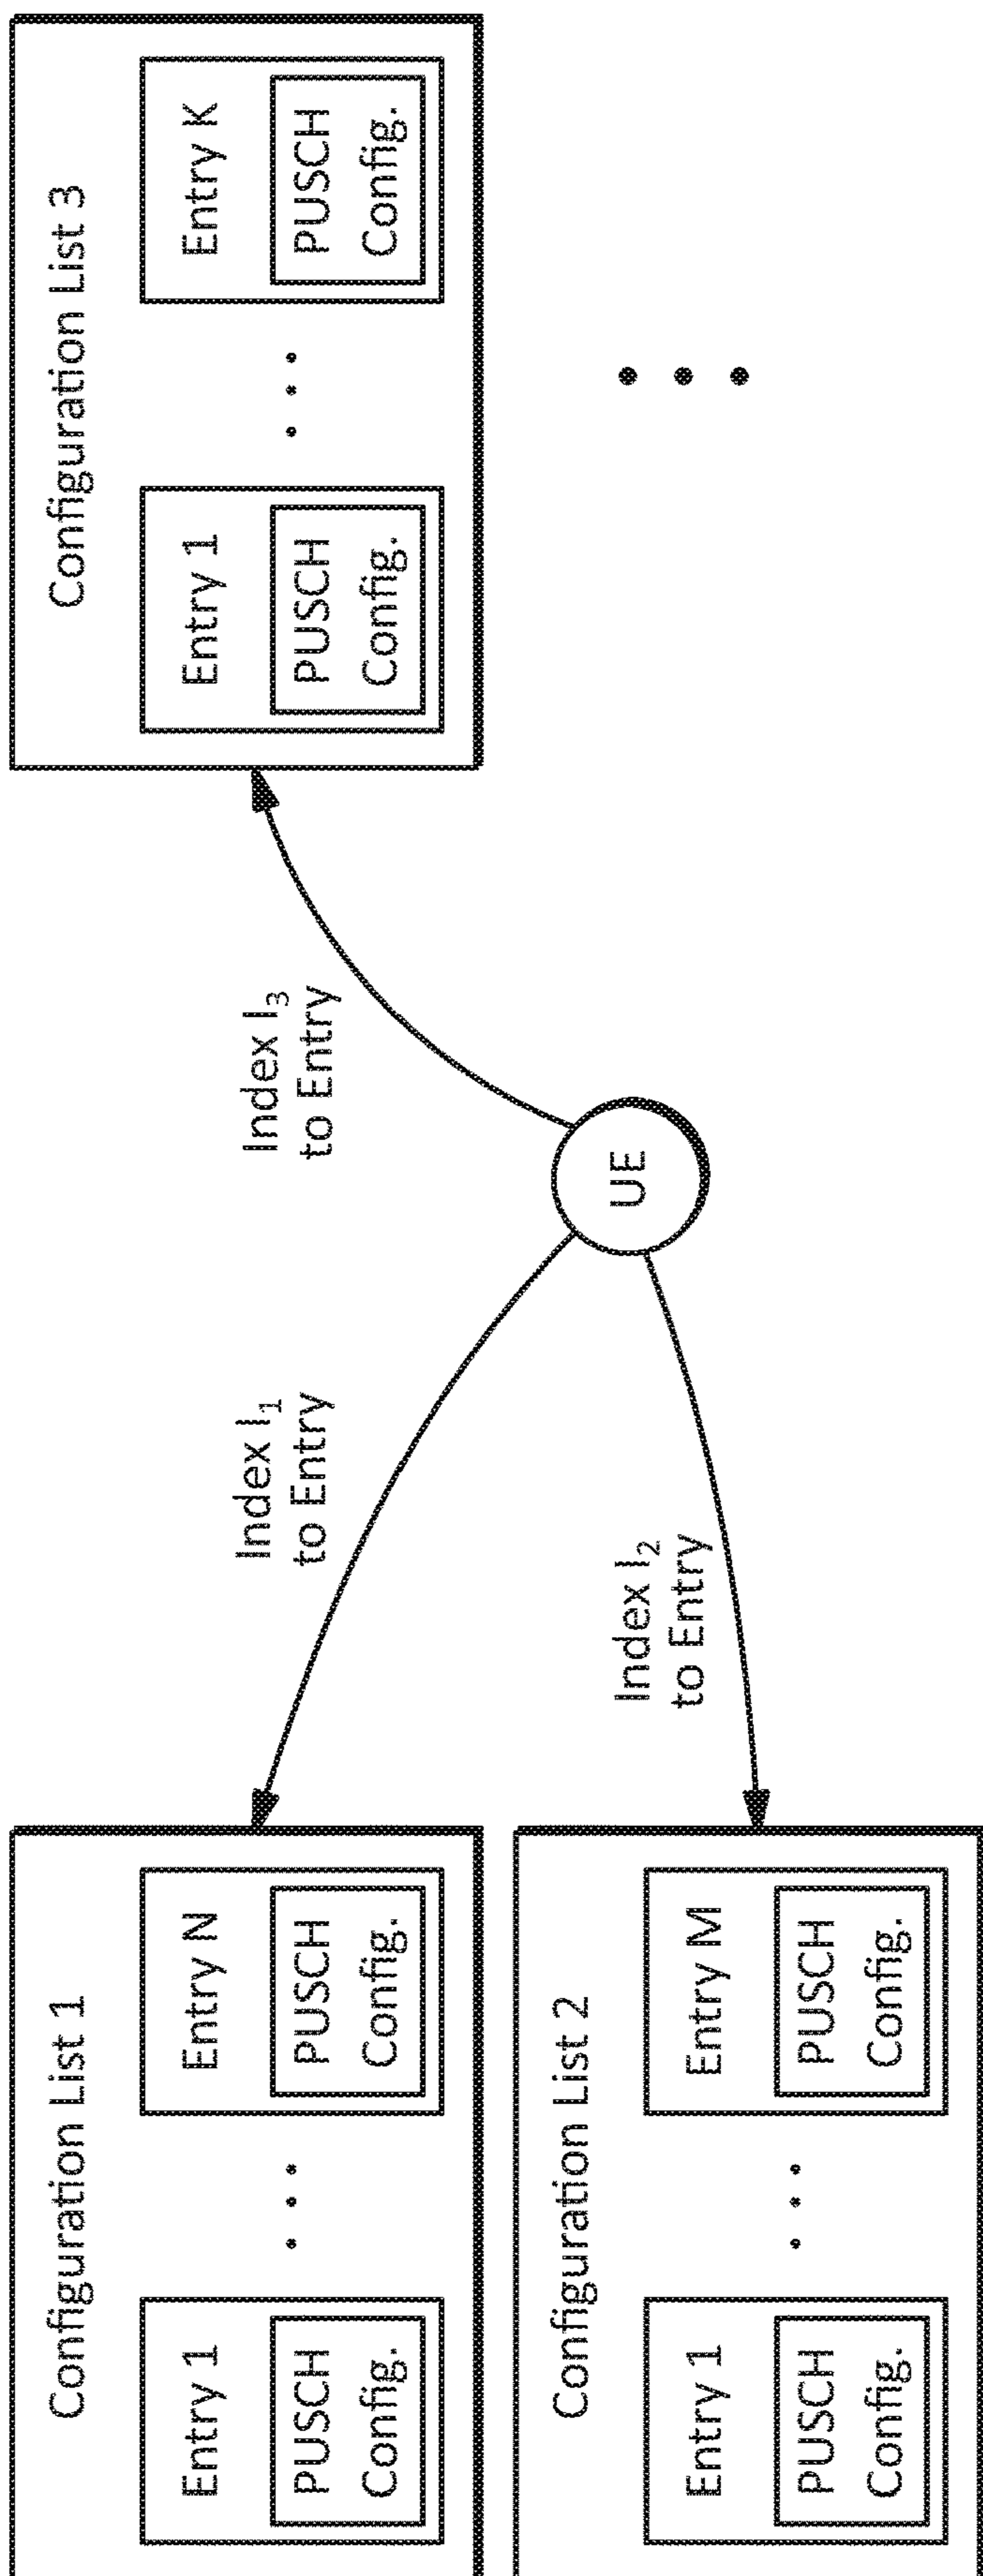 Configuration List 1
Entry 1
PUSCH
Config.
...
Entry N
PUSCH
Config.
Index I₁
to Entry
Index I₃
to Entry
Configuration List 3
Entry 1
PUSCH
Config.
...
Entry K
PUSCH
Config.
Configuration List 2
Entry 1
PUSCH
Config.
...
Entry M
PUSCH
Config.
Index I₂
to Entry
UE
...